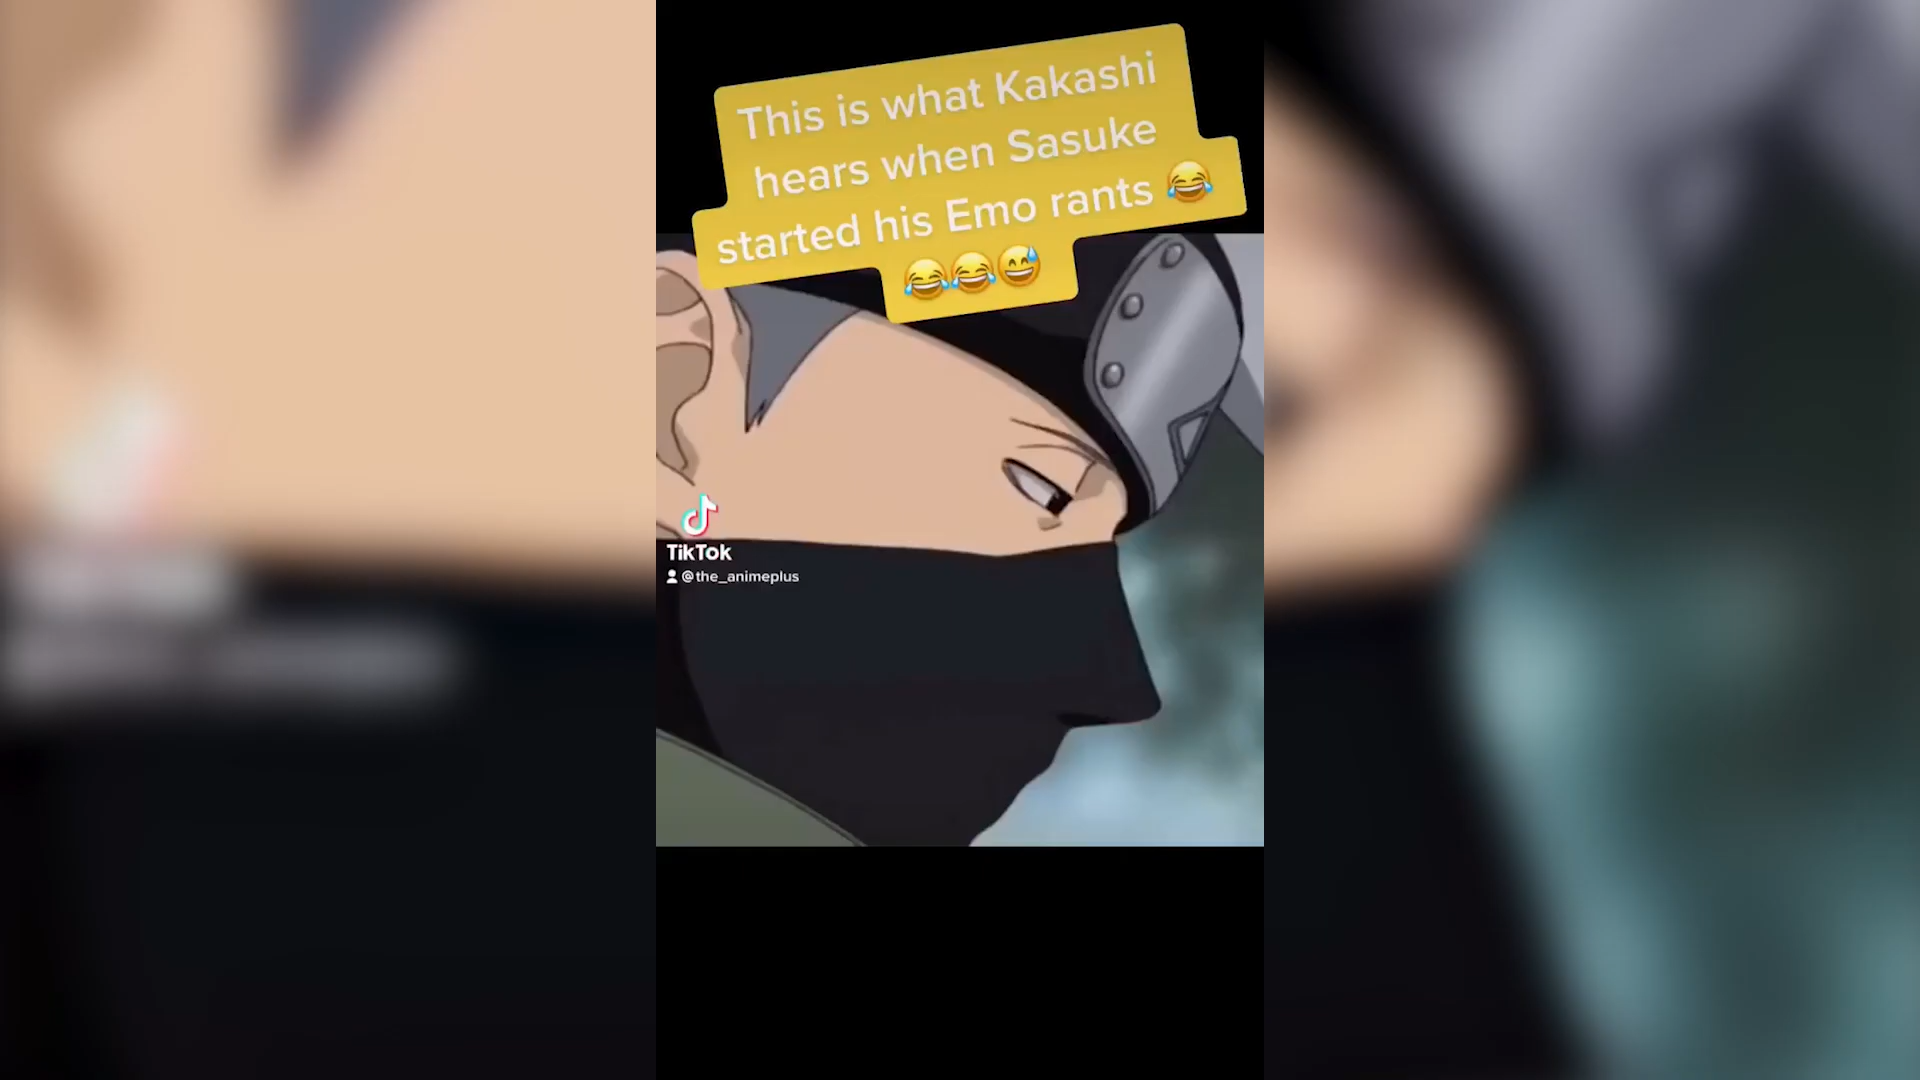 This is what Kakashi
hears when Sasuke
started his Emo rants 😂
😂😂😅
TikTok
@the_animeplus